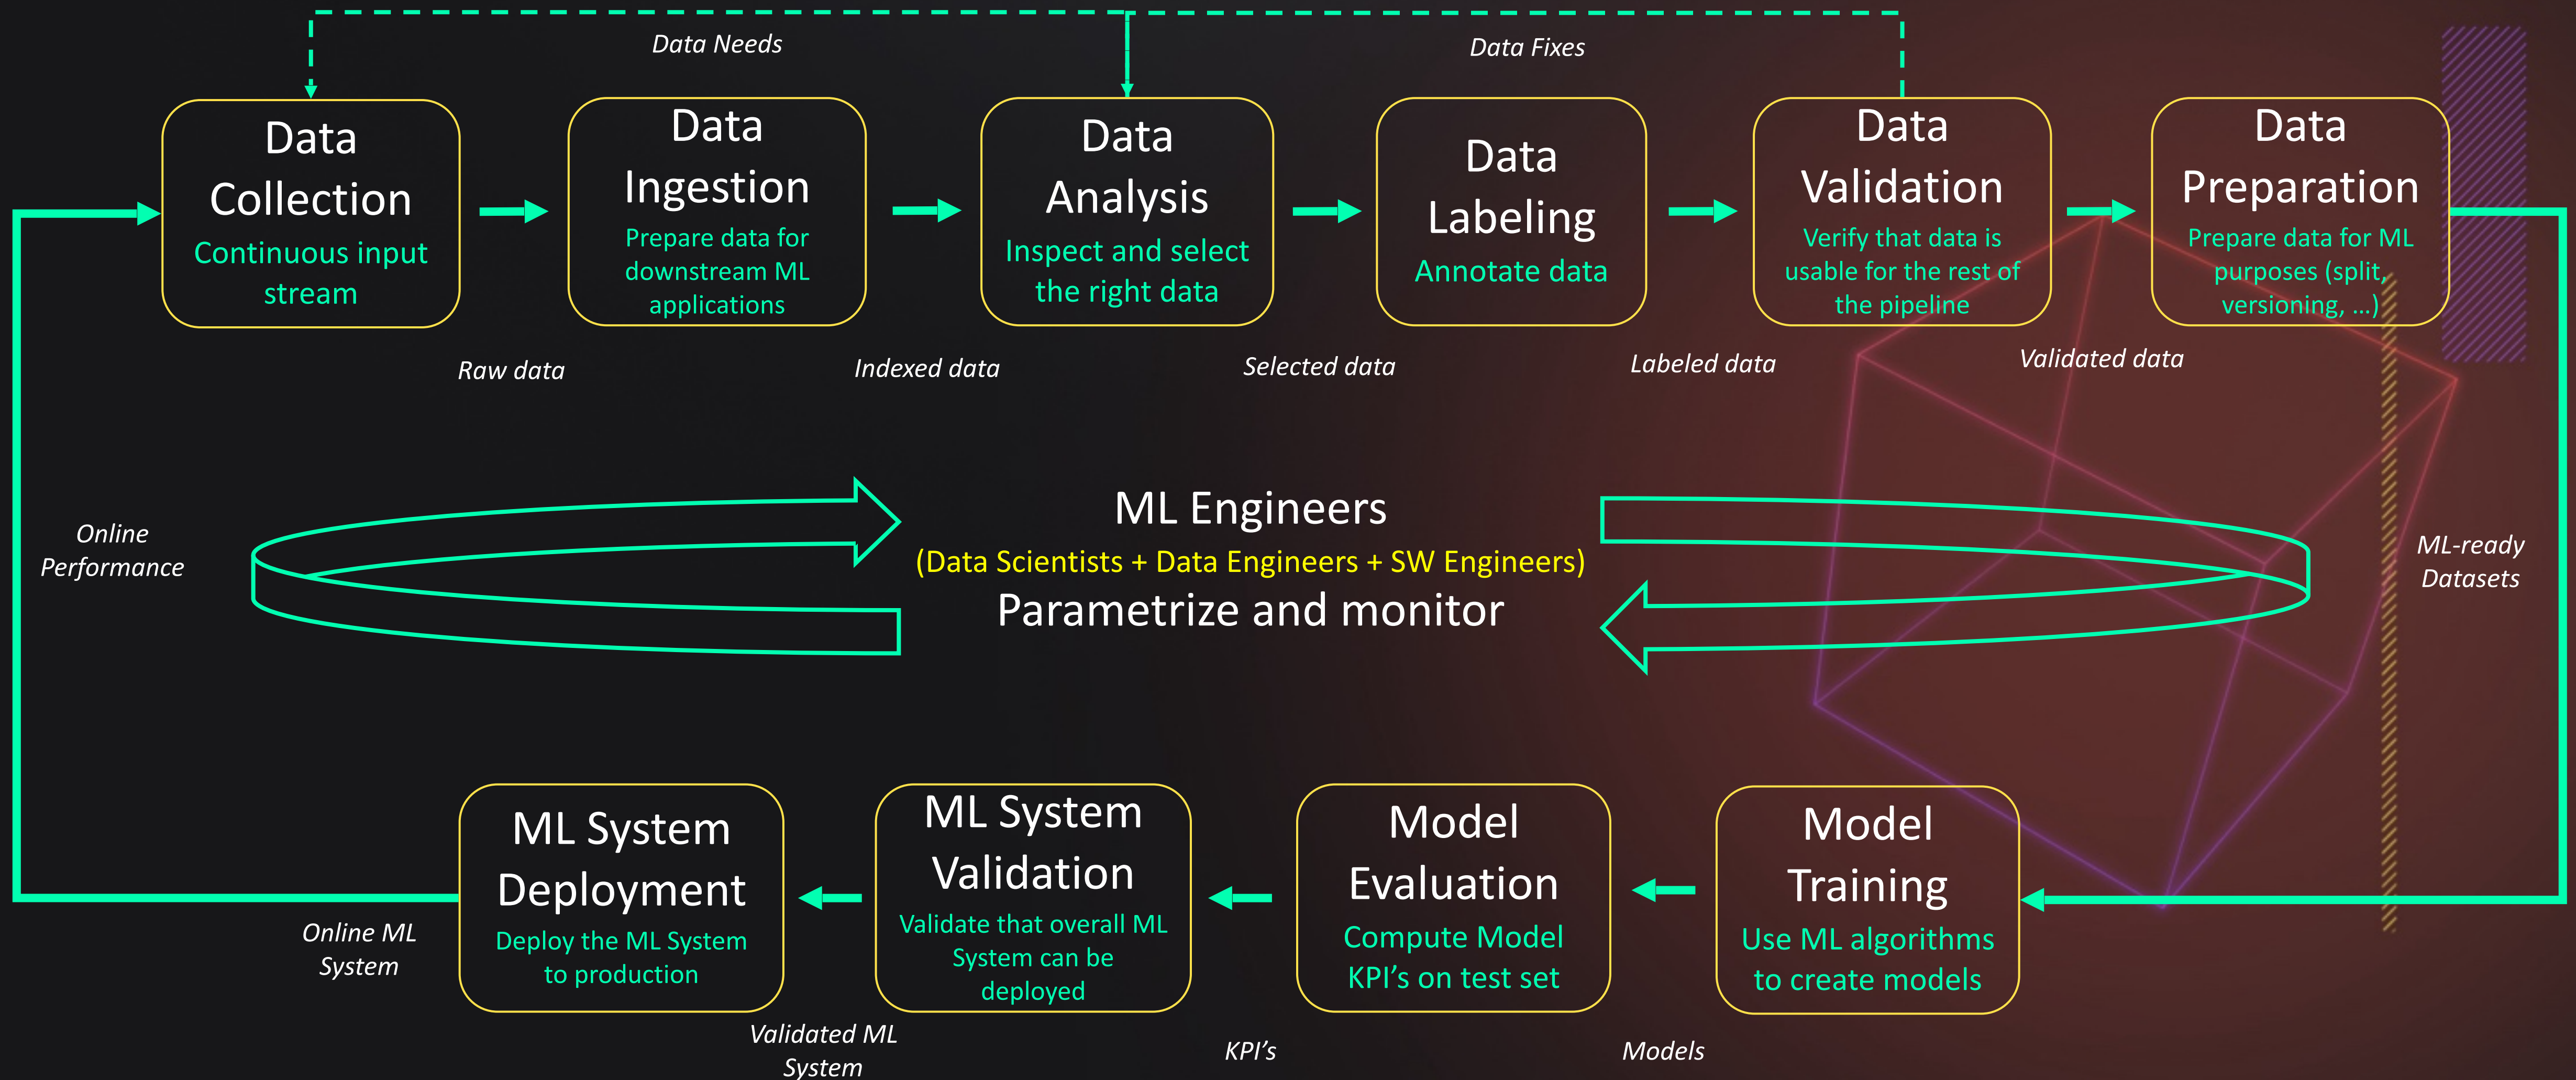 Data Needs
Data Fixes
Data
Collection
Continuous input
stream
Data
Ingestion
Prepare data for
downstream ML
applications
Data
Analysis
Inspect and select
the right data
Data
Labeling
Annotate data
Data
Validation
Verify that data is
usable for the rest of
the pipeline
Data
Preparation
Prepare data for ML
purposes (split,
versioning, ...)
Raw data
Indexed data
Selected data
Labeled data
Validated data
Online
Performance
ML Engineers
(Data Scientists + Data Engineers + SW Engineers)
Parametrize and monitor
ML-ready
Datasets
ML System
Deployment
Deploy the ML System
to production
ML System
Validation
Validate that overall ML
System can be
deployed
Model
Evaluation
Compute Model
KPI’s on test set
Model
Training
Use ML algorithms
to create models
Online ML
System
Validated ML
System
KPI’s
Models